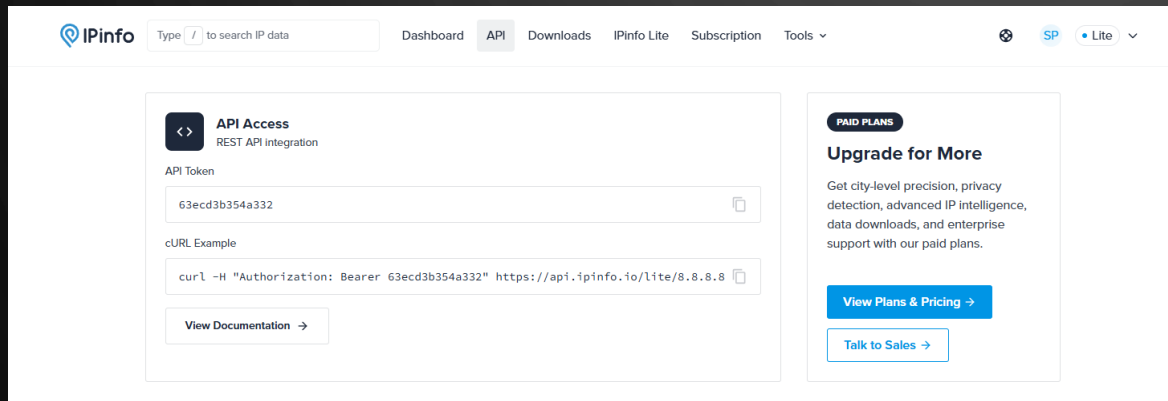 IPinfo
Type / to search IP data
Dashboard API Downloads IPinfo Lite Subscription Tools
SP
Lite
API Access
REST API integration
API Token
63ecd3b354a332
cURL Example
curl -H "Authorization: Bearer 63ecd3b354a332" https://api.ipinfo.io/lite/8.8.8.8
View Documentation →
PAID PLANS
Upgrade for More
Get city-level precision, privacy
detection, advanced IP intelligence,
data downloads, and enterprise
support with our paid plans.
View Plans & Pricing →
Talk to Sales →